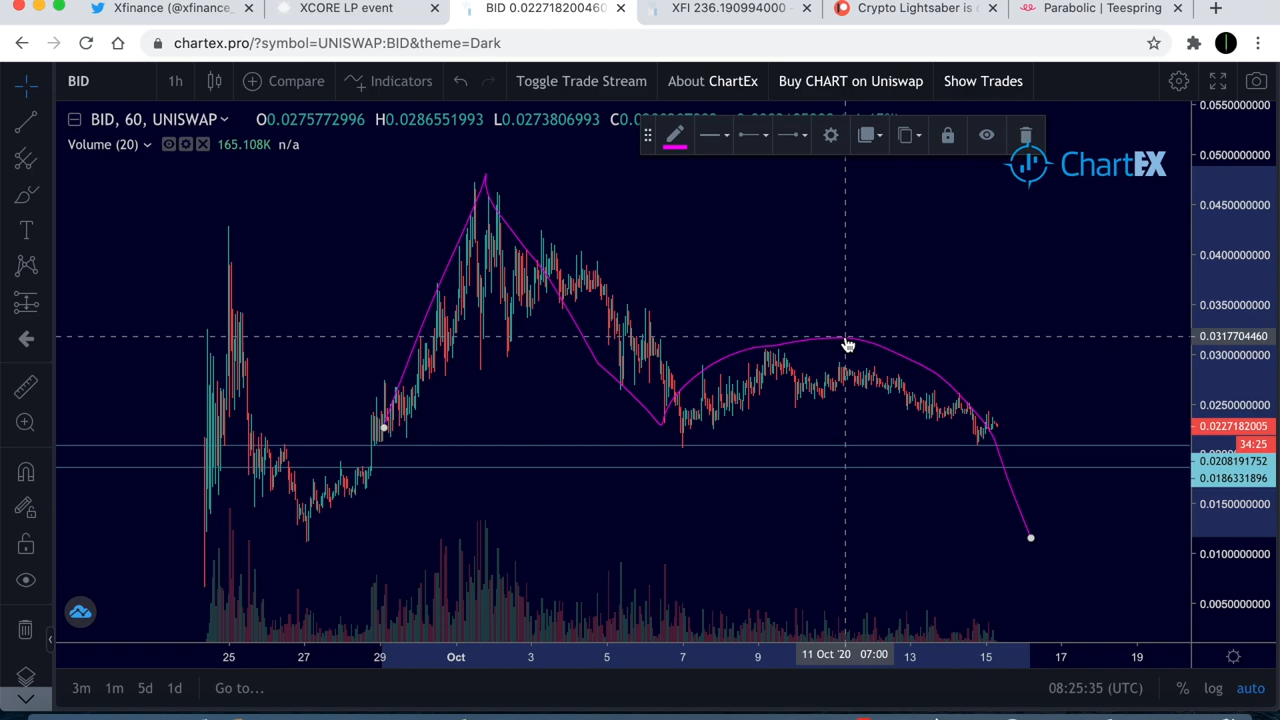 Xfinance (@xfinance_
XCORE LP event
BID 0.022718200460
XFI 236.190994000 -
Crypto Lightsaber is c
Parabolic | Teespring
chartex.pro/?symbol=UNISWAP:BID&theme=Dark
BID
1h
Compare
Indicators
Toggle Trade Stream
About ChartEx
Buy CHART on Uniswap
Show Trades
BID, 60, UNISWAP
O0.0275772996 H0.0286551993 L0.0273806993
Volume (20)
165.108K n/a
ChartEX
0.0550000000
0.0500000000
0.0450000000
0.0400000000
0.0350000000
0.0317704460
0.0300000000
0.0250000000
0.0227182005
34:25
0.0208191752
0.0186331896
0.0150000000
0.0100000000
0.0050000000
25 27 29 Oct 3 5 7 9 11 Oct '20 07:00 13 15 17 19
3m 1m 5d 1d Go to...
08:25:35 (UTC) % log auto